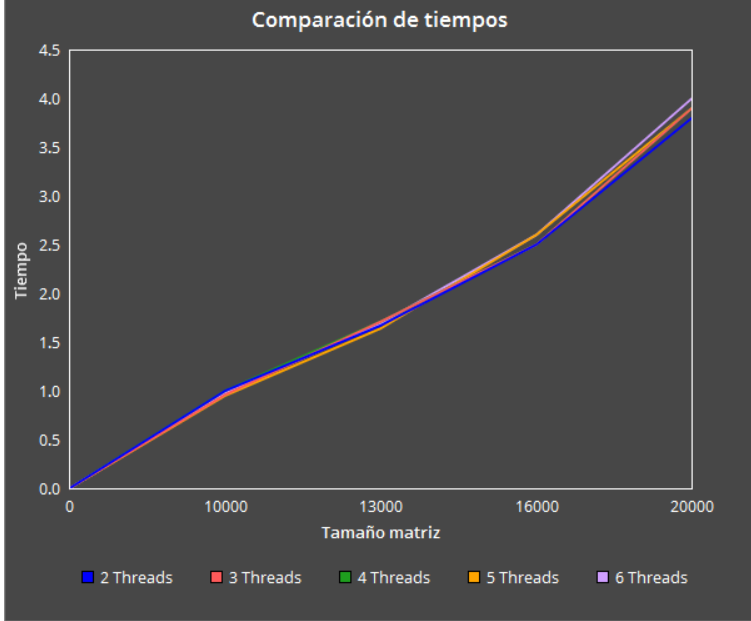 Comparación de tiempos
4.5
4.0
3.5
3.0
2.5
2.0
1.5
1.0
0.5
0.0
Tiempo
0 10000 13000 16000 20000
Tamaño matriz
2 Threads 3 Threads 4 Threads 5 Threads 6 Threads